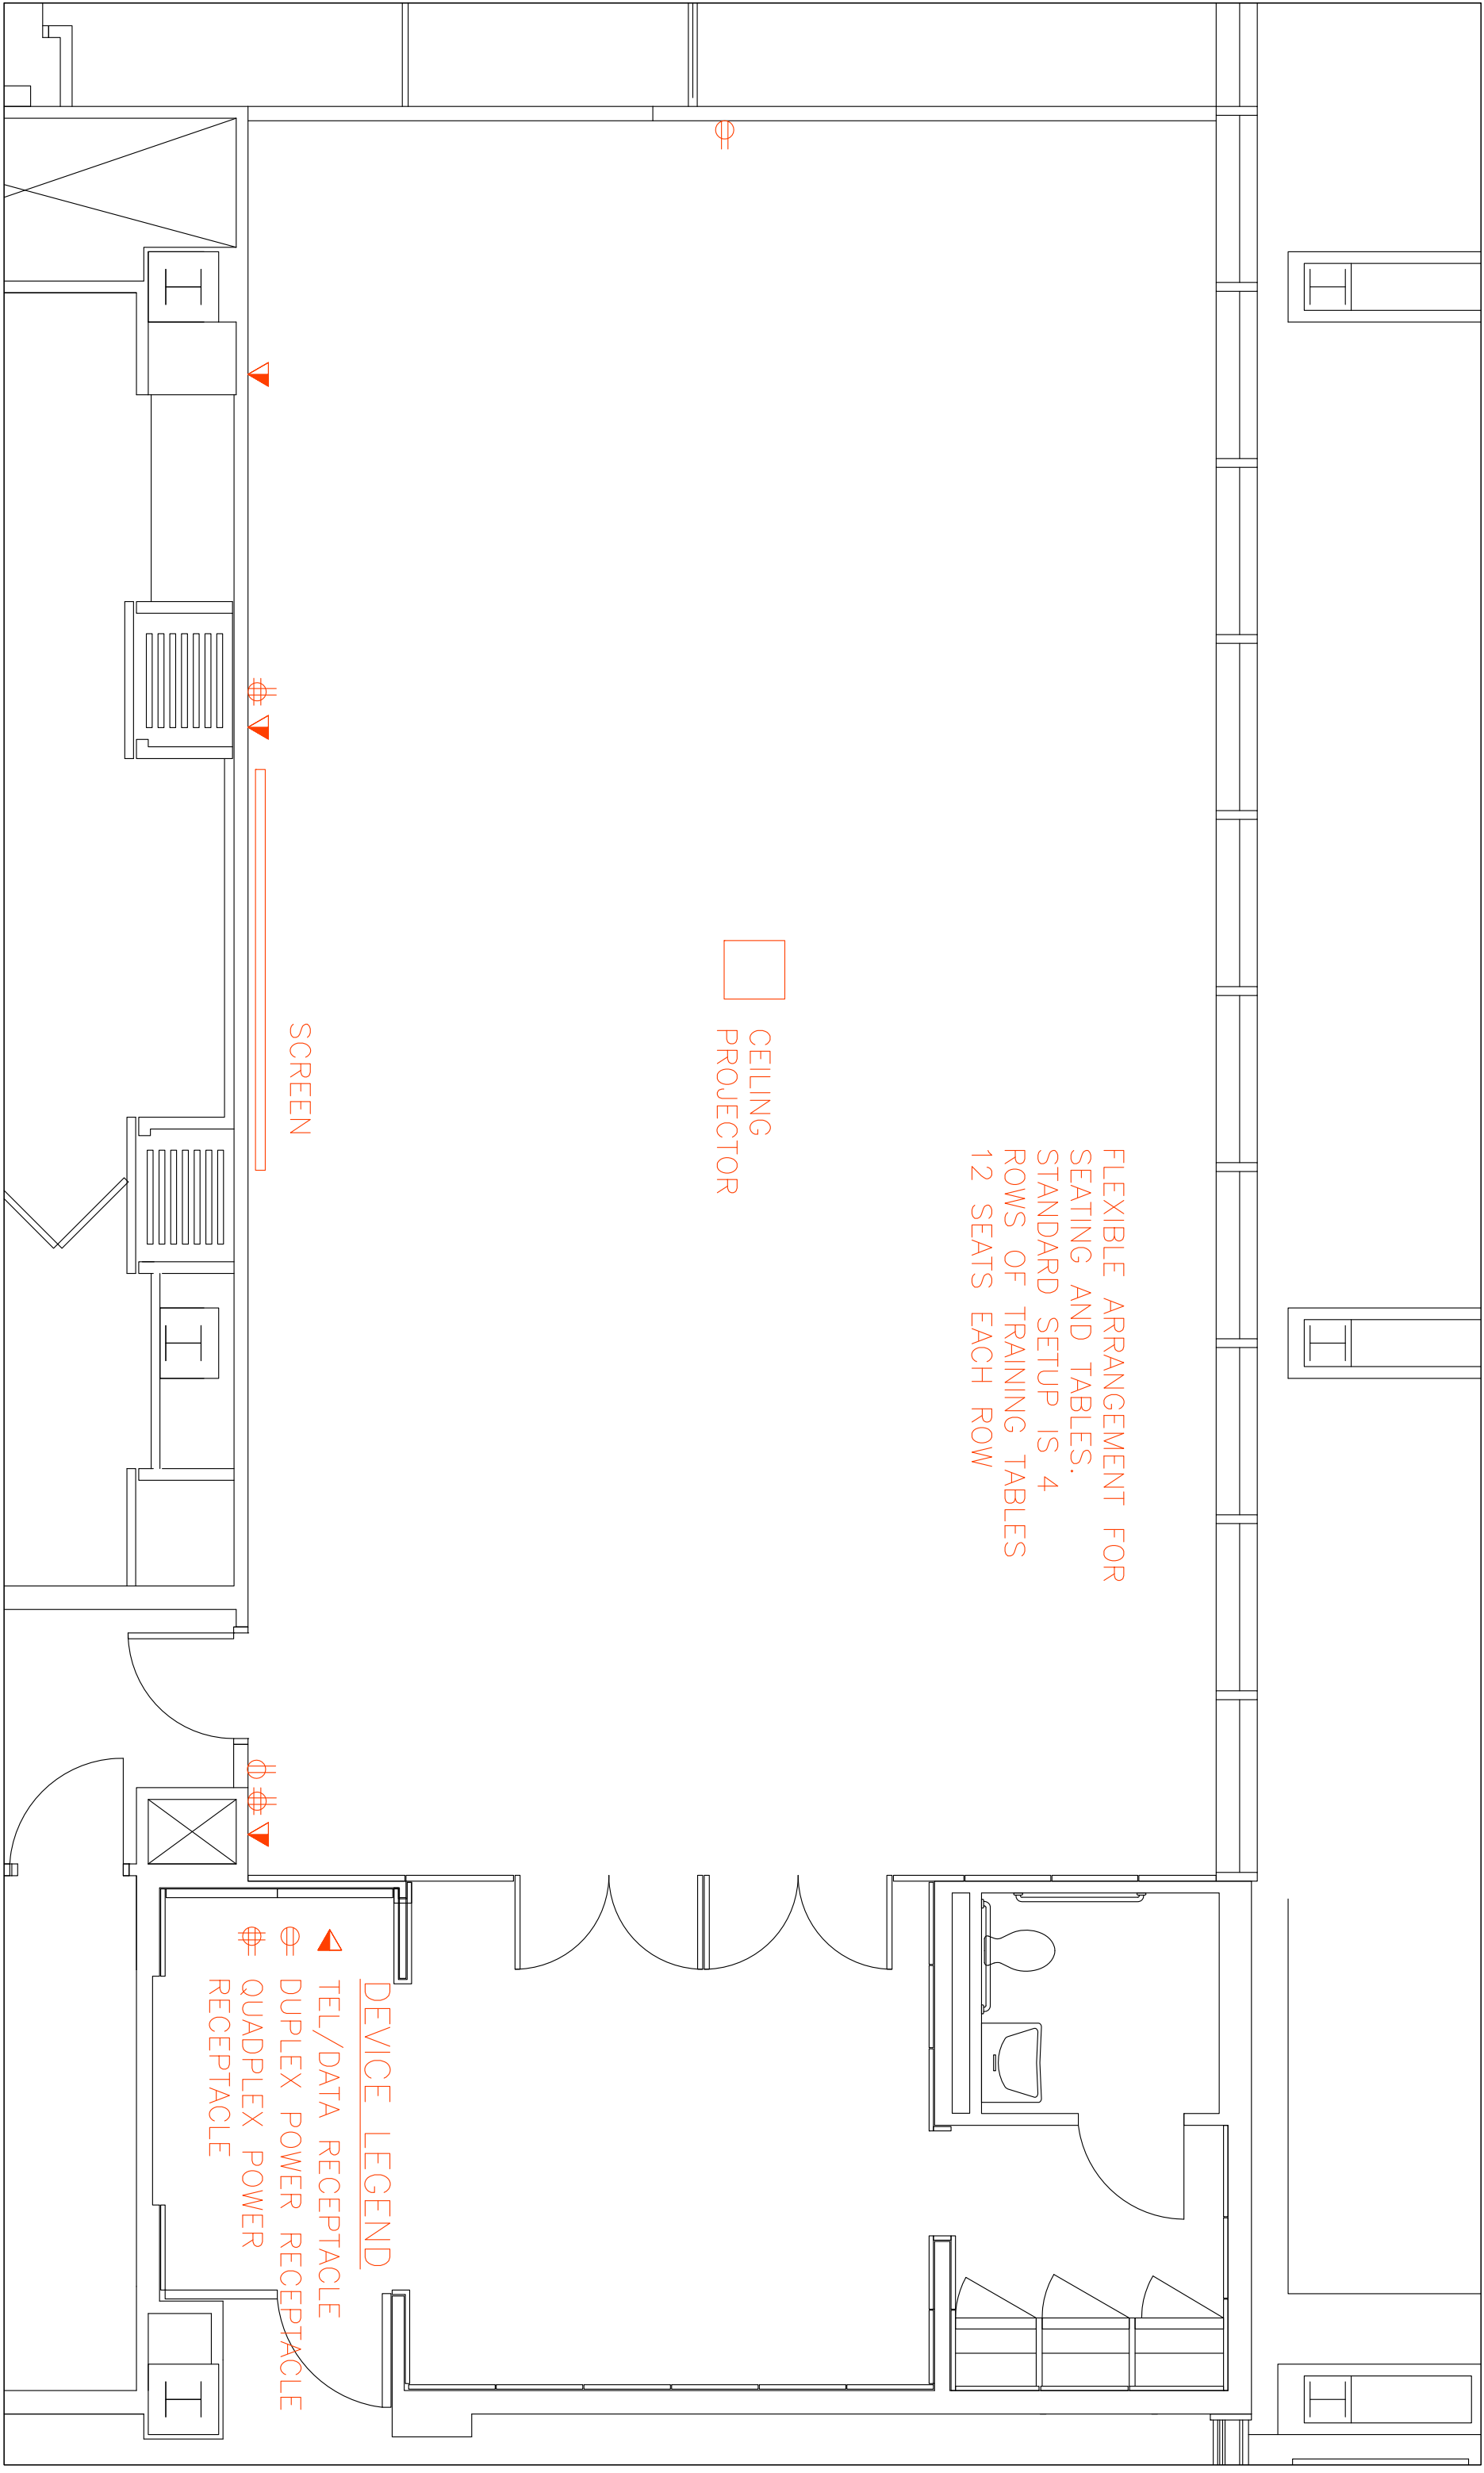 FLEXIBLE ARRANGEMENT FOR
SEATING AND TABLES.
STANDARD SETUP IS 4
ROWS OF TRAINING TABLES
12 SEATS EACH ROW
CEILING
PROJECTOR
SCREEN
DEVICE LEGEND
TEL/DATA RECEPTACLE
DUPLEX POWER RECEPTACLE
QUADPLEX POWER
RECEPTACLE